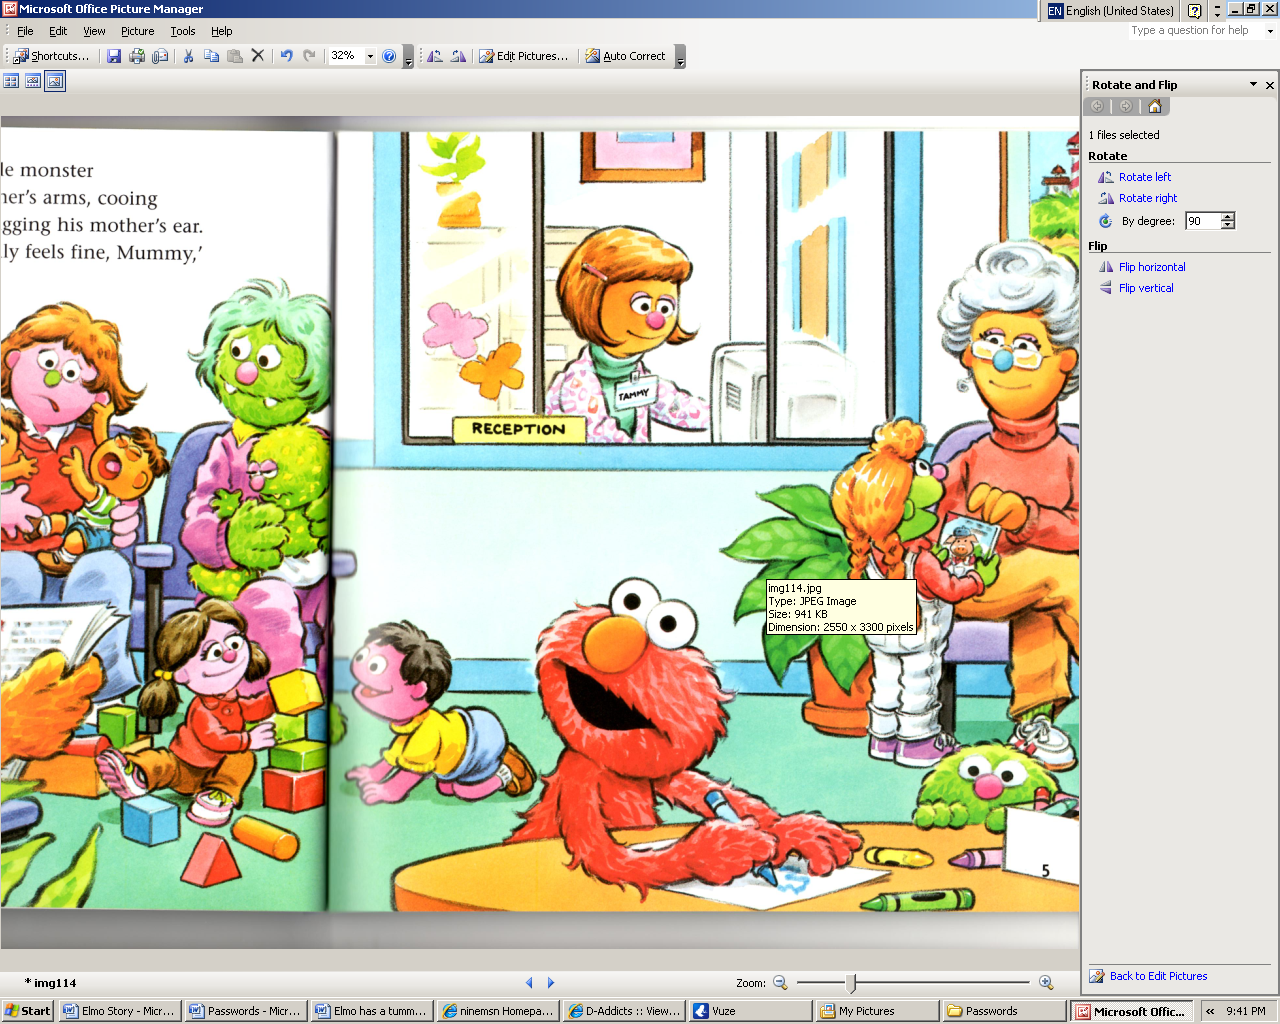 Microsoft Office Picture Manager
EN English (United States)
File Edit View Picture Tools Help
Type a question for help
Shortcuts... 32% Edit Pictures... Auto Correct
Rotate and Flip
1 files selected
Rotate
Rotate left
Rotate right
By degree: 90
Flip
Flip horizontal
Flip vertical
le monster
her's arms, cooing
gging his mother's ear.
lly feels fine, Mummy,'
TAMMY
RECEPTION
img114.jpg
Type: JPEG Image
Size: 941 KB
Dimension: 2550 x 3300 pixels
5
Back to Edit Pictures
* img114
Zoom:
Start Elmo Story - Micr... Passwords - Micr... Elmo has a tumm... ninemsn Homepa... D-Addicts :: View... Vuze My Pictures Passwords Microsoft Offic... « 9:41 PM